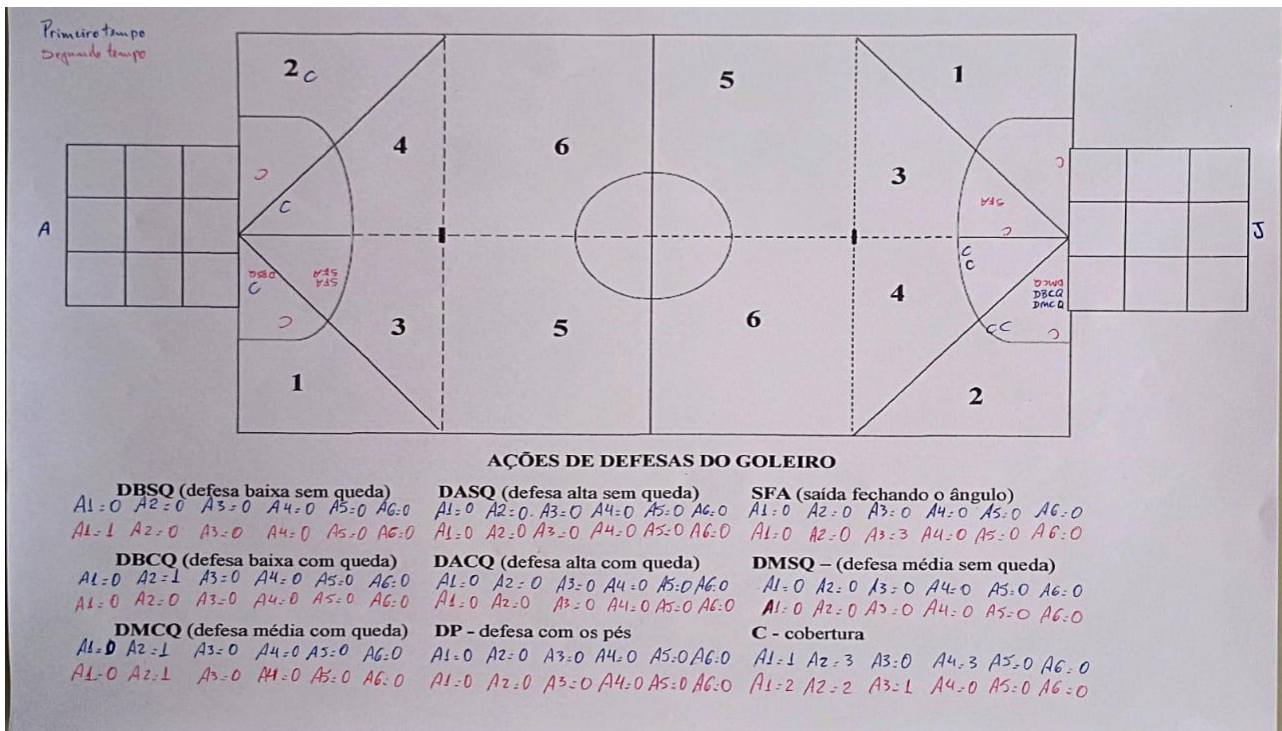 Primeiro tempo
Segundo tempo
2 C
5
1
4
6
3
C
C
C
SFA
A
C
J
C
C
DBSQ
C
SFA
SFA
4
DMCQ
DBCQ
DMCQ
C
3
5
6
CC
C
1
2
AÇÕES DE DEFESAS DO GOLEIRO
DBSQ (defesa baixa sem queda) DASQ (defesa alta sem queda) SFA (saída fechando o ângulo)
A1=0 A2=0 A3=0 A4=0 A5=0 A6=0 A1=0 A2=0 A3=0 A4=0 A5=0 A6=0 A1=0 A2=0 A3=0 A4=0 A5=0 A6=0
A1=1 A2=0 A3=0 A4=0 A5=0 A6=0 A1=0 A2=0 A3=0 A4=0 A5=0 A6=0 A1=0 A2=0 A3=3 A4=0 A5=0 A6=0
DBCQ (defesa baixa com queda) DACQ (defesa alta com queda) DMSQ – (defesa média sem queda)
A1=0 A2=1 A3=0 A4=0 A5=0 A6=0 A1=0 A2=0 A3=0 A4=0 A5=0 A6=0 A1=0 A2=0 A3=0 A4=0 A5=0 A6=0
A1=0 A2=0 A3=0 A4=0 A5=0 A6=0 A1=0 A2=0 A3=0 A4=0 A5=0 A6=0 A1=0 A2=0 A3=0 A4=0 A5=0 A6=0
DMCQ (defesa média com queda) DP - defesa com os pés C - cobertura
A1=0 A2=1 A3=0 A4=0 A5=0 A6=0 A1=0 A2=0 A3=0 A4=0 A5=0 A6=0 A1=1 A2=3 A3=0 A4=3 A5=0 A6=0
A1=0 A2=1 A3=0 A4=0 A5=0 A6=0 A1=0 A2=0 A3=0 A4=0 A5=0 A6=0 A1=2 A2=2 A3=1 A4=0 A5=0 A6=0